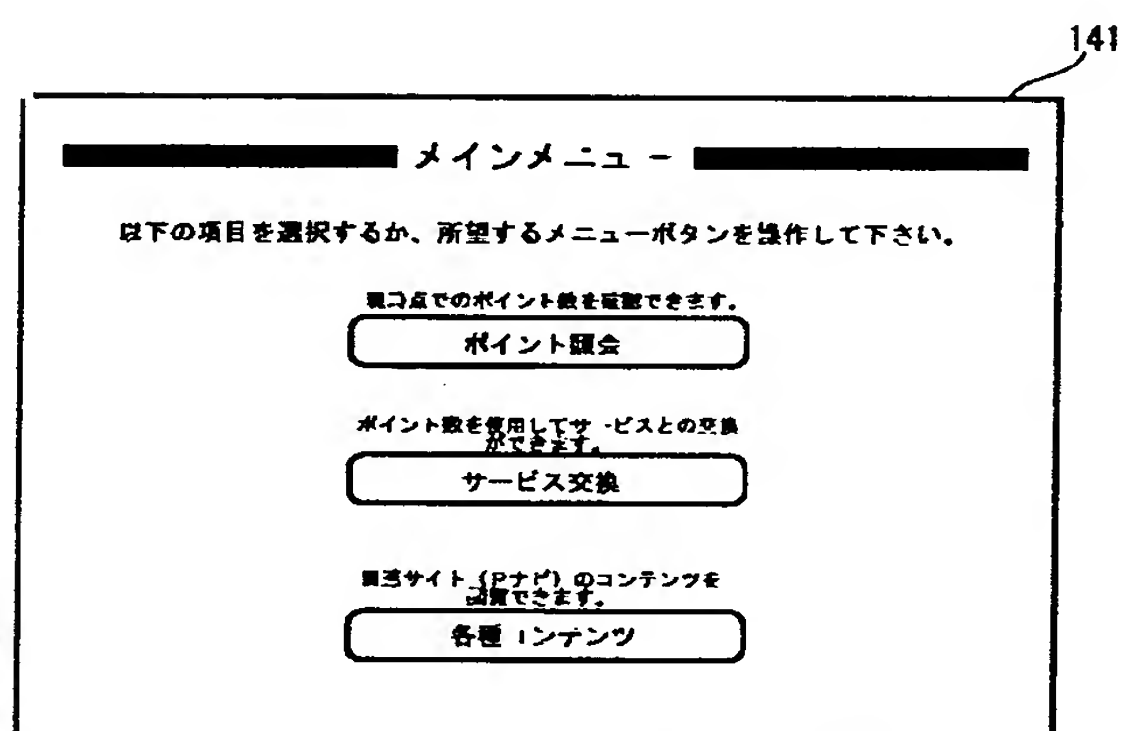 141
メインメニュー
以下の項目を選択するか、所望するメニューボタンを操作して下さい。
現時点でのポイント数を確認できます。
ポイント照会
ポイント数を使用してサービスとの交換
ができます。
サービス交換
サイト（Pナビ）のコンテンツを
閲覧できます。
各種コンテンツ